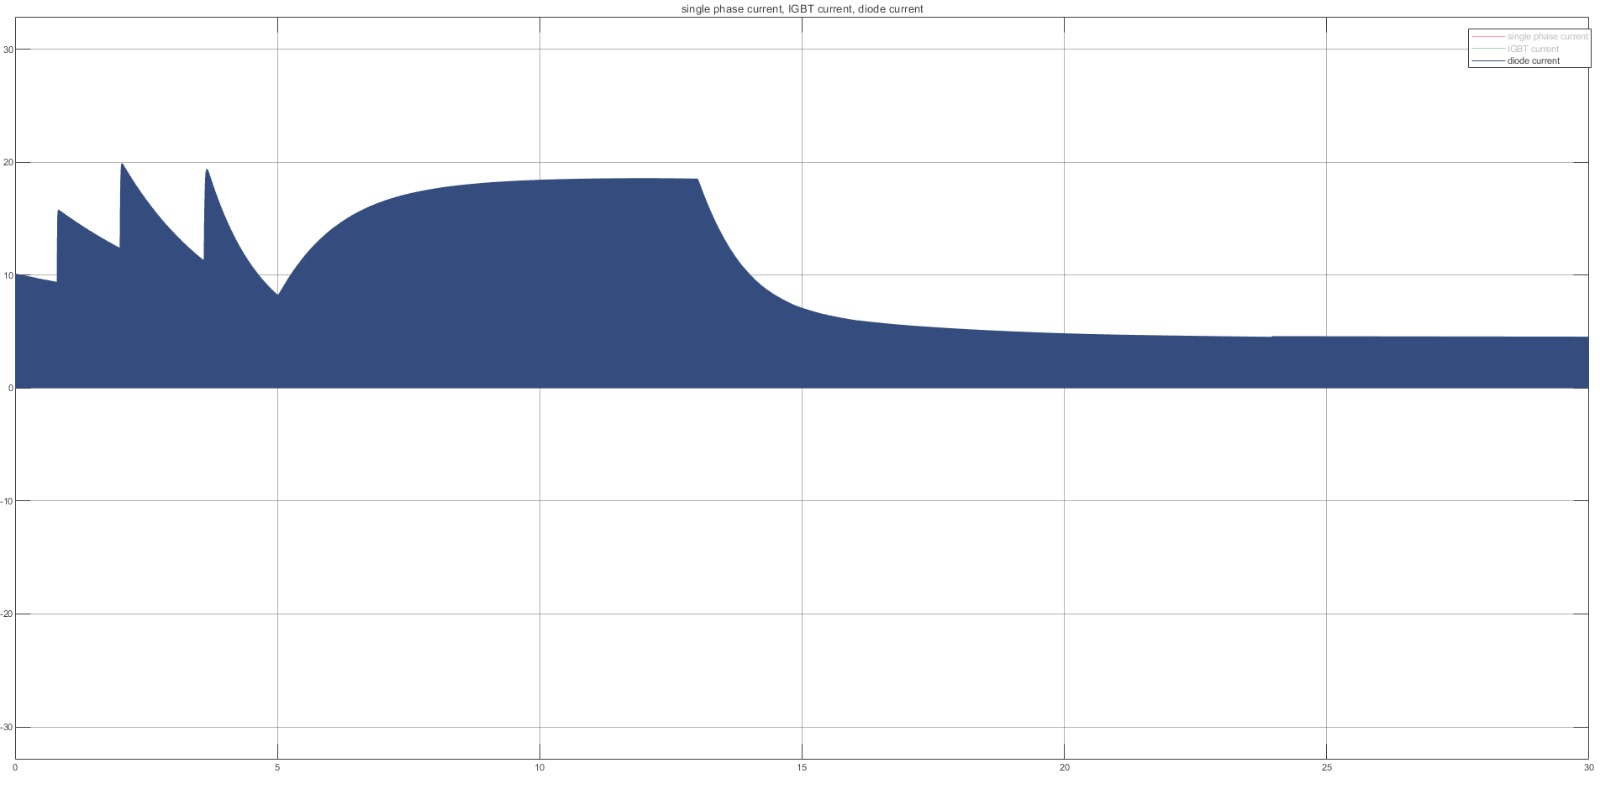 single phase current, IGBT current, diode current
single phase current
IGBT current
diode current
30
20
10
0
-10
-20
-30
0 5 10 15 20 25 30